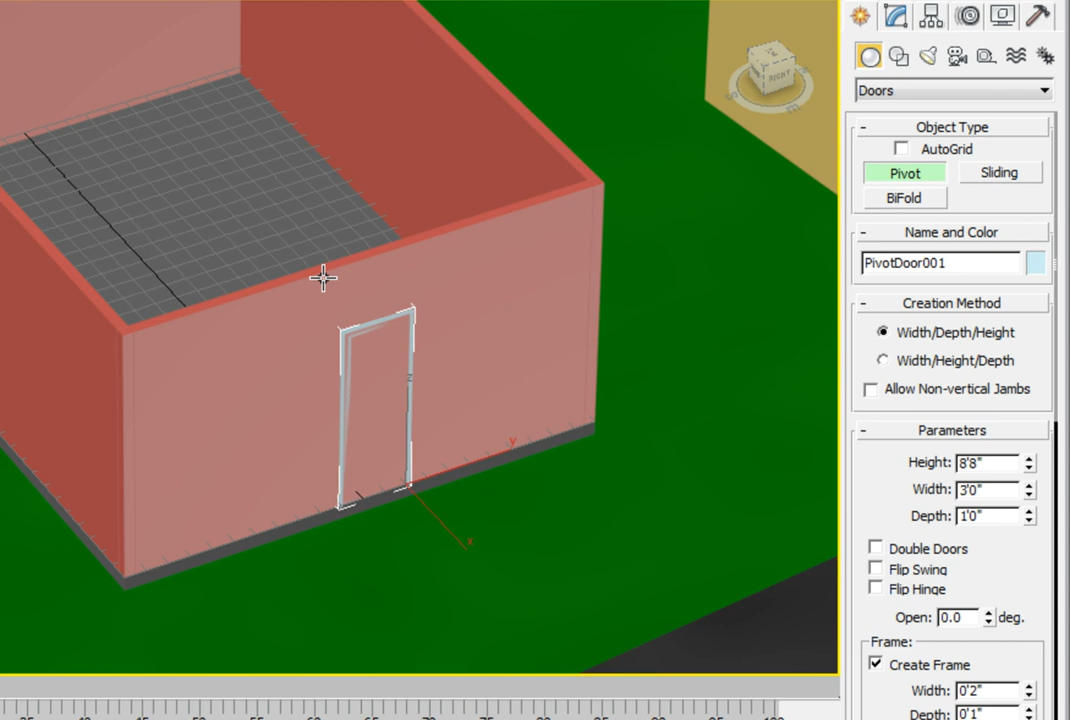 RIGHT
Doors
- Object Type
AutoGrid
Pivot
Sliding
BiFold
- Name and Color
PivotDoor001
- Creation Method
Width/Depth/Height
Width/Height/Depth
Allow Non-vertical Jambs
- Parameters
Height: 8'8"
Width: 3'0"
Depth: 1'0"
Double Doors
Flip Swing
Flip Hinge
Open: 0.0 deg.
Frame:
Create Frame
Width: 0'2"
Depth: 0'1"
z
y
x